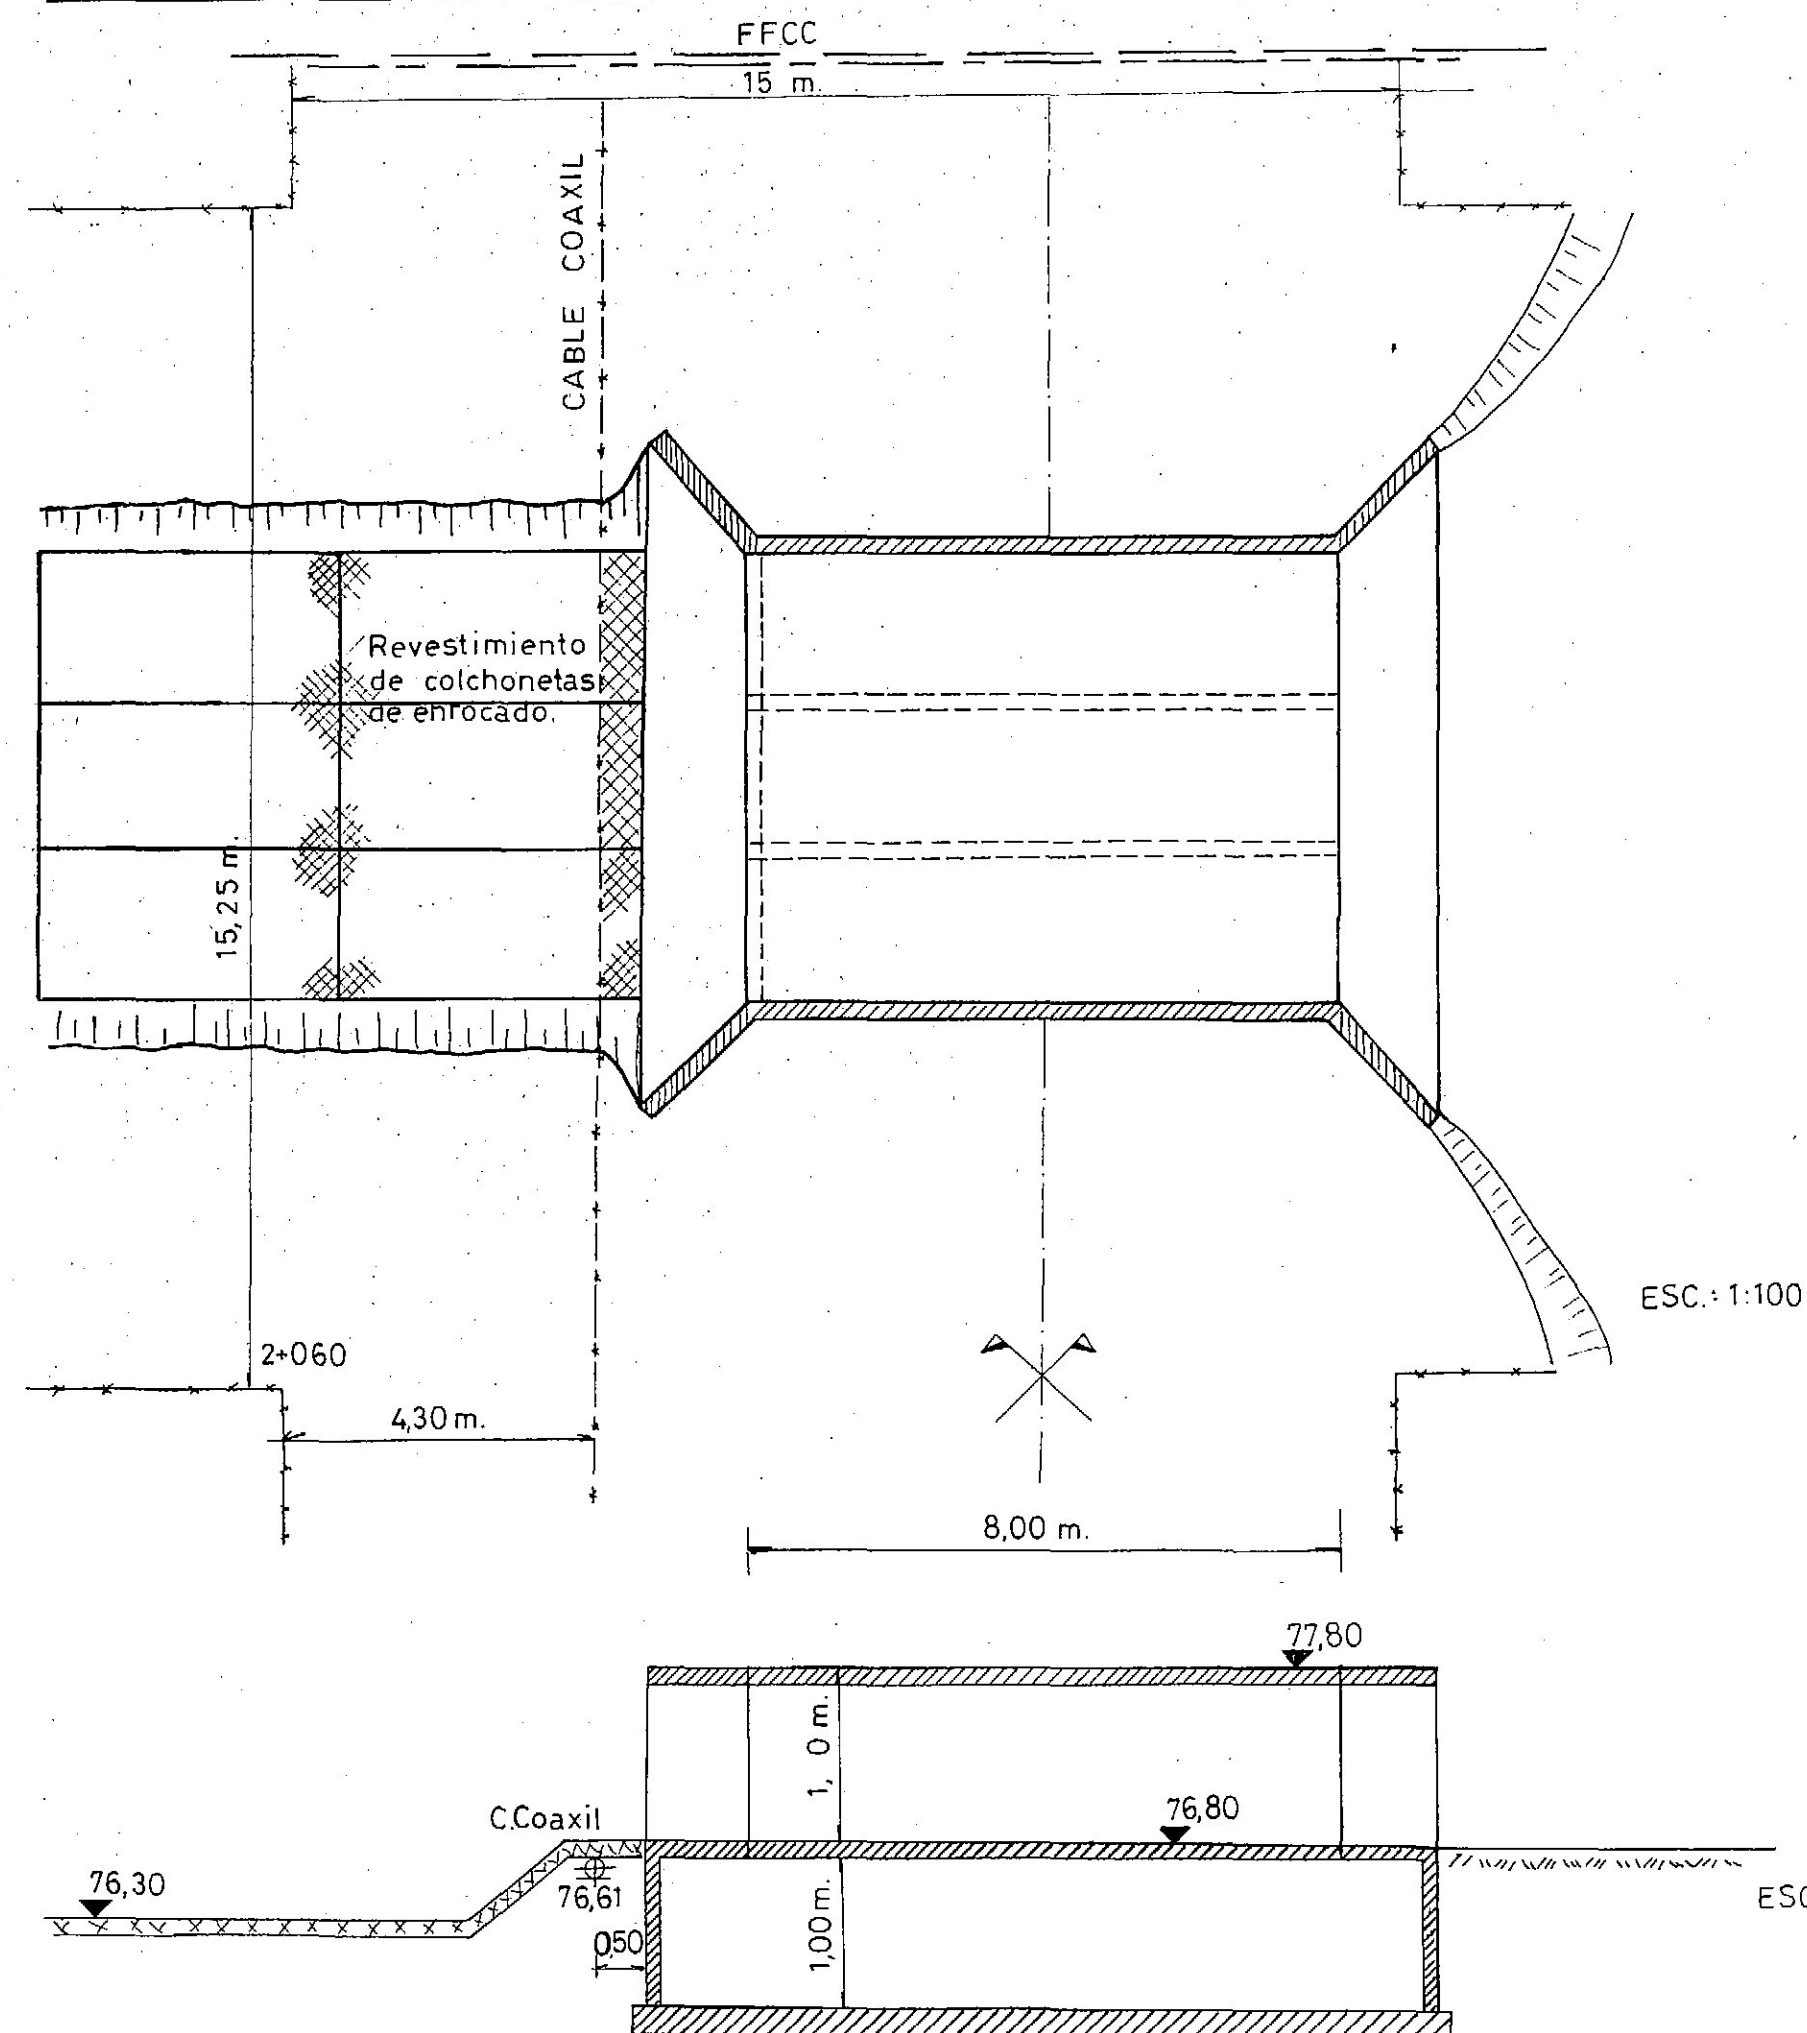 FFCC
15 m.
CABLE COAXIL
Revestimiento
de colchonetas
de enrocado.
15,25 m.
ESC.: 1:100
2+060
4,30 m.
8,00 m.
77,80
1, 0 m.
C.Coaxil
76,80
76,30
76,61
ESC
0,50
1,00 m.